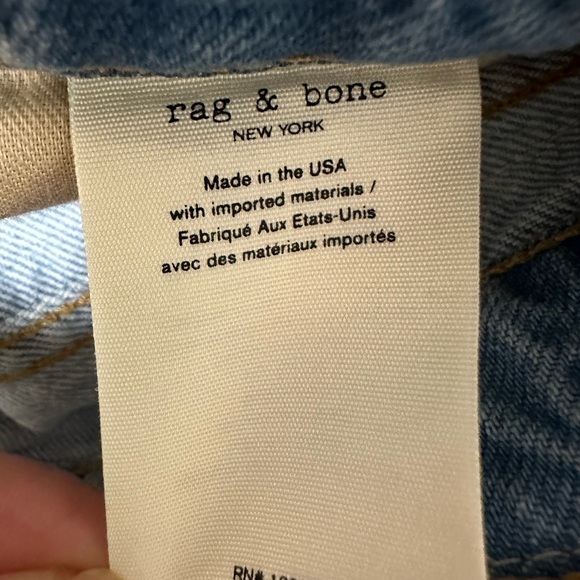 rag & bone
NEW YORK
Made in the USA
with imported materials /
Fabriqué Aux Etats-Unis
avec des matériaux importés
RN#